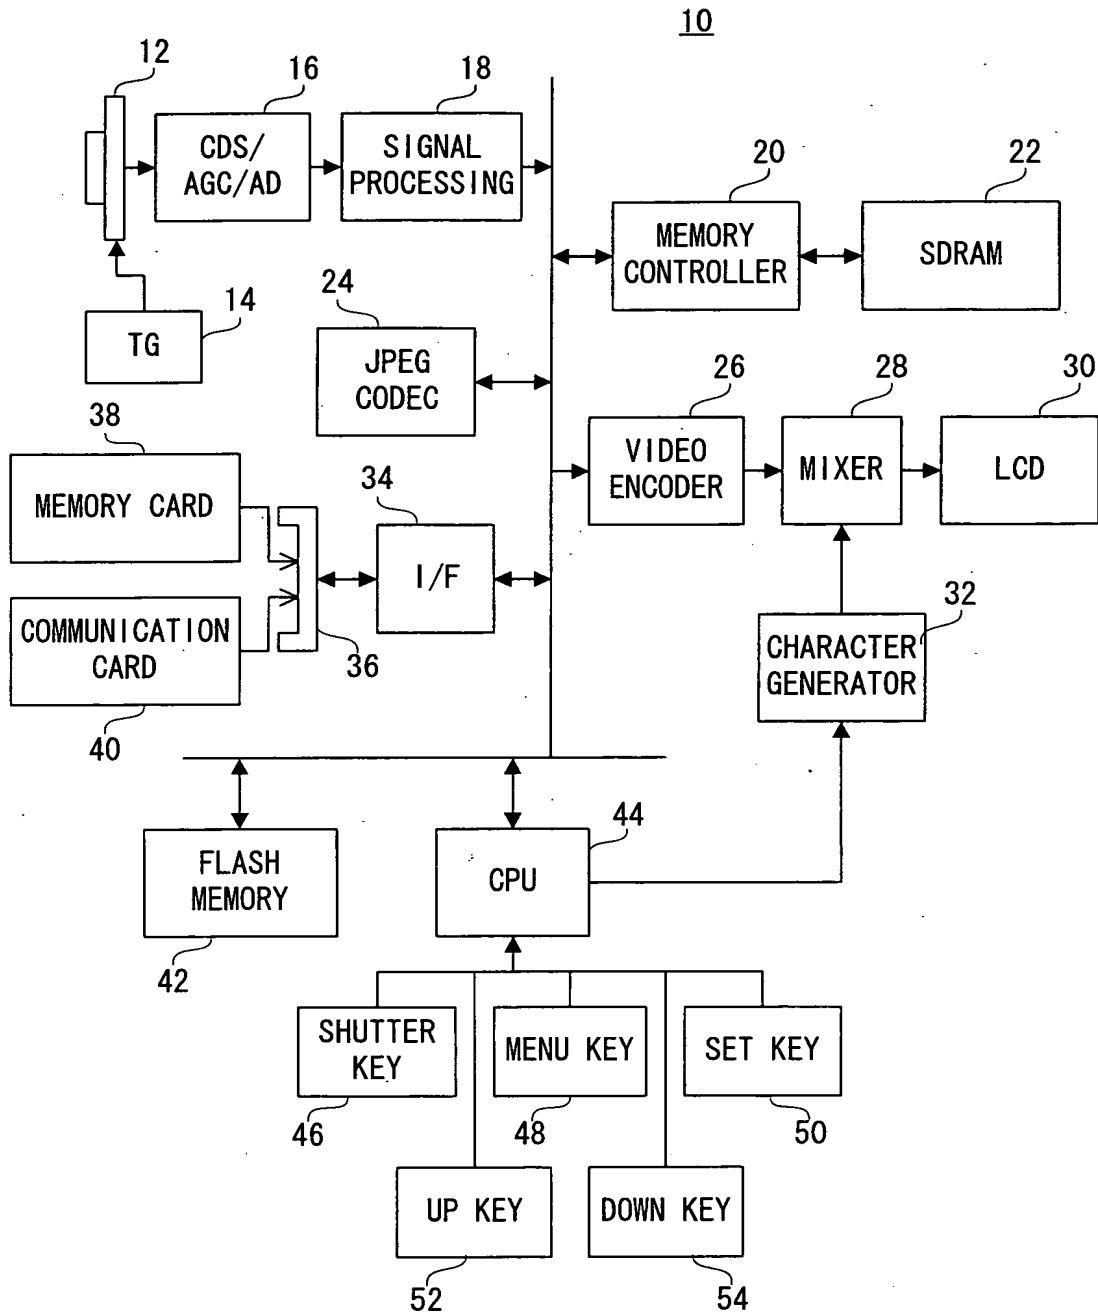 10
12
16
18
CDS/
AGC/AD
SIGNAL
PROCESSING
20
22
MEMORY
CONTROLLER
SDRAM
14
TG
24
JPEG
CODEC
26
28
30
VIDEO
ENCODER
MIXER
LCD
38
MEMORY CARD
34
I/F
36
COMMUNICATION
CARD
40
32
CHARACTER
GENERATOR
44
FLASH
MEMORY
42
CPU
SHUTTER
KEY
46
MENU KEY
48
SET KEY
50
UP KEY
52
DOWN KEY
54